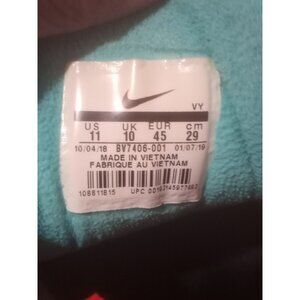 VY
US UK EUR cm
11 10 45 29
10/04/18 BV7406-001 01/07/19
MADE IN VIETNAM
FABRIQUE AU VIETNAM
UPC